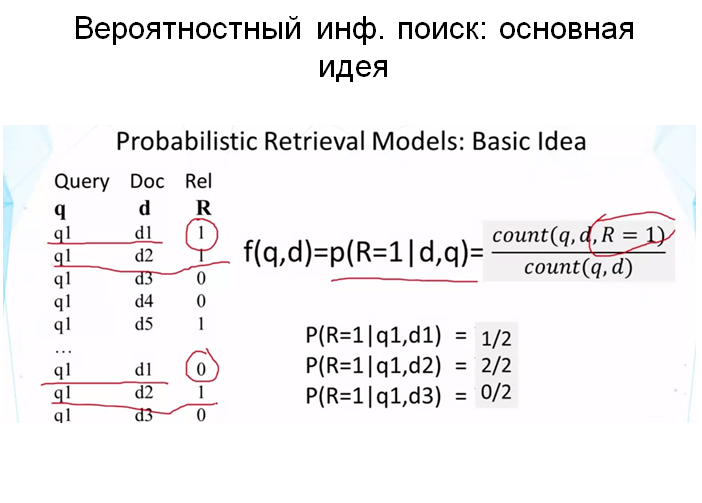 Вероятностный инф. поиск: основная
идея
Probabilistic Retrieval Models: Basic Idea
Query Doc Rel
q d R
q1 d1 1
q1 d2 1
q1 d3 0
q1 d4 0
q1 d5 1
…
q1 d1 0
q1 d2 1
q1 d3 0
f(q,d)=p(R=1|d,q)= count(q, d, R = 1)
count(q, d)
P(R=1|q1,d1) = 1/2
P(R=1|q1,d2) = 2/2
P(R=1|q1,d3) = 0/2